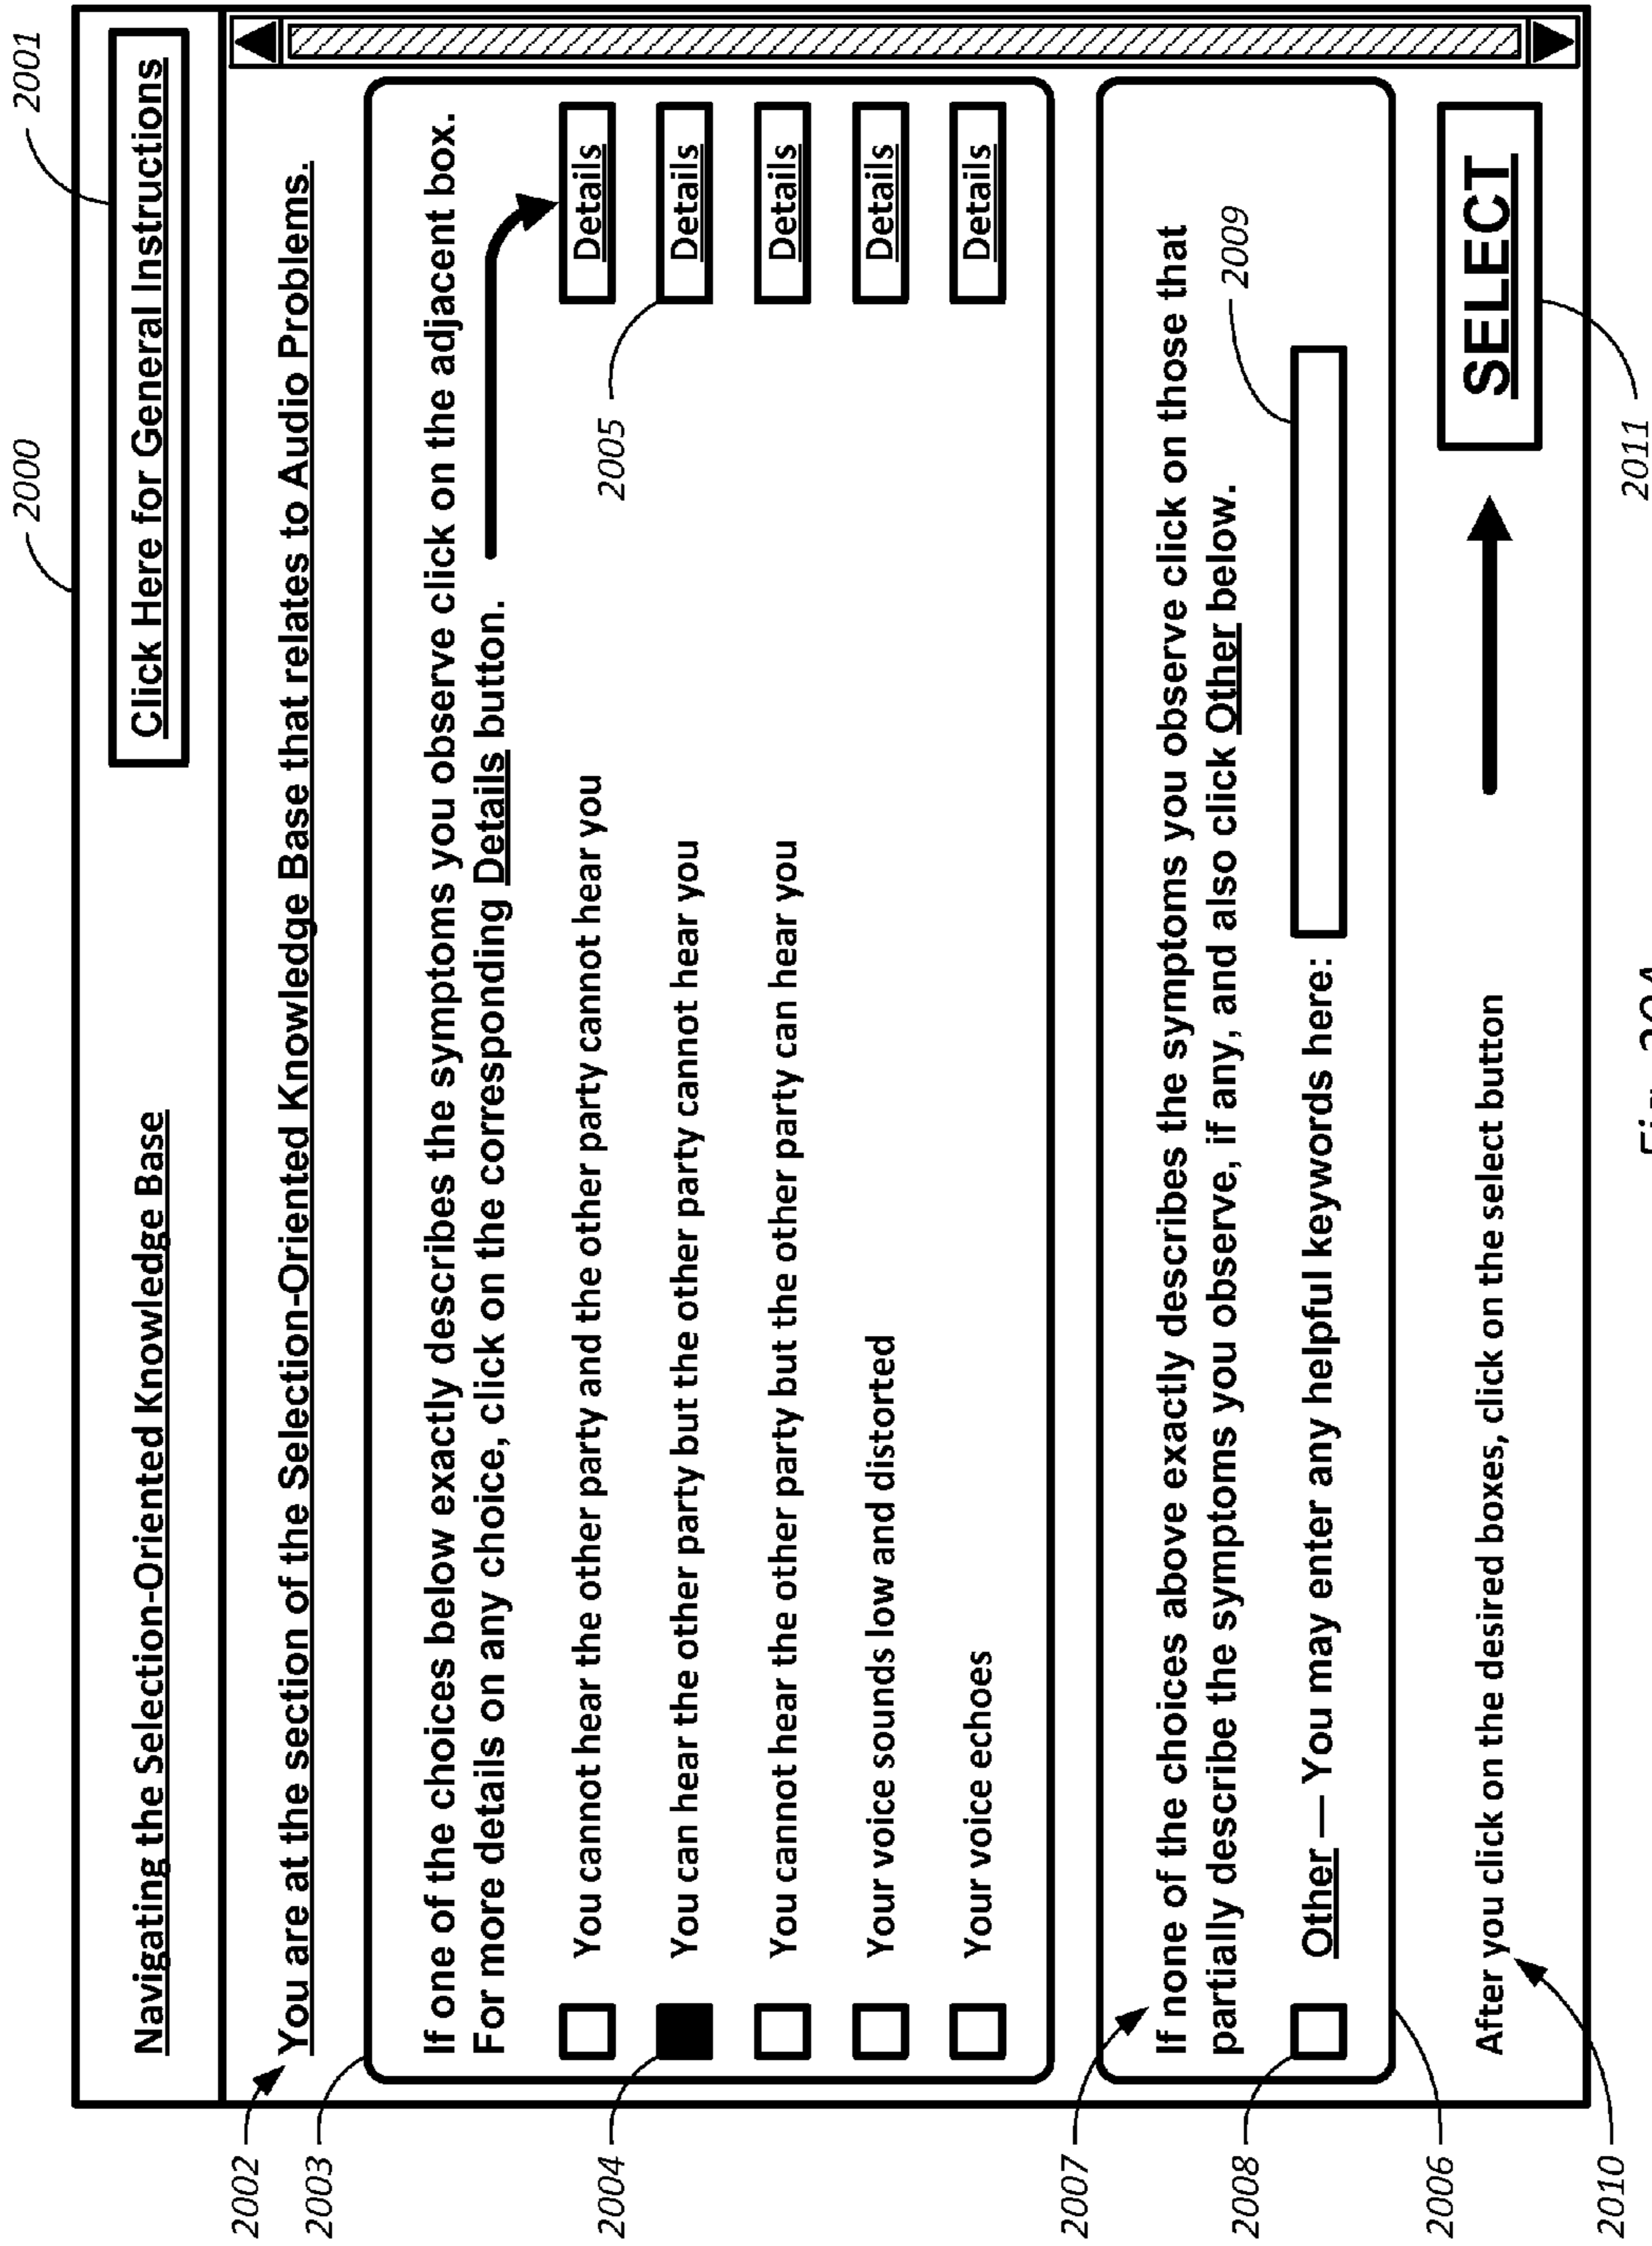 2000
2001
Navigating the Selection-Oriented Knowledge Base
Click Here for General Instructions
2002
You are at the section of the Selection-Oriented Knowledge Base that relates to Audio Problems.
2003
If one of the choices below exactly describes the symptoms you observe click on the adjacent box.
For more details on any choice, click on the corresponding Details button.
You cannot hear the other party and the other party cannot hear you
Details
2004
You can hear the other party but the other party cannot hear you
2005
Details
You cannot hear the other party but the other party can hear you
Details
Your voice sounds low and distorted
Details
Your voice echoes
Details
2007
If none of the choices above exactly describes the symptoms you observe click on those that
partially describe the symptoms you observe, if any, and also click Other below.
2008
Other — You may enter any helpful keywords here:
2009
2006
After you click on the desired boxes, click on the select button
SELECT
2010
2011